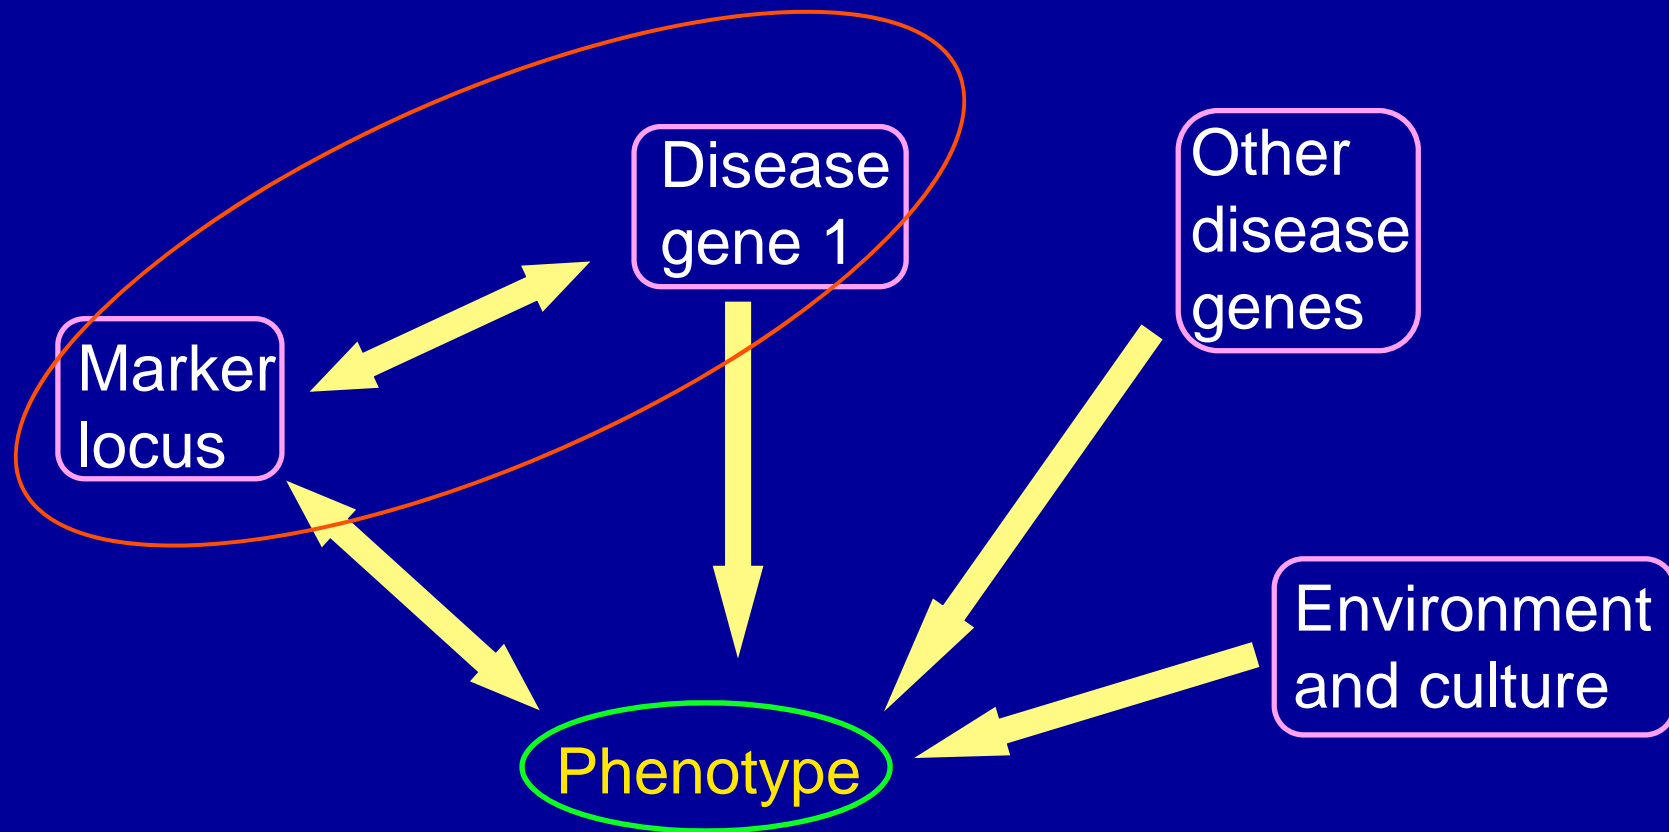 Disease
gene 1
Other
disease
genes
Marker
locus
Environment
and culture
Phenotype